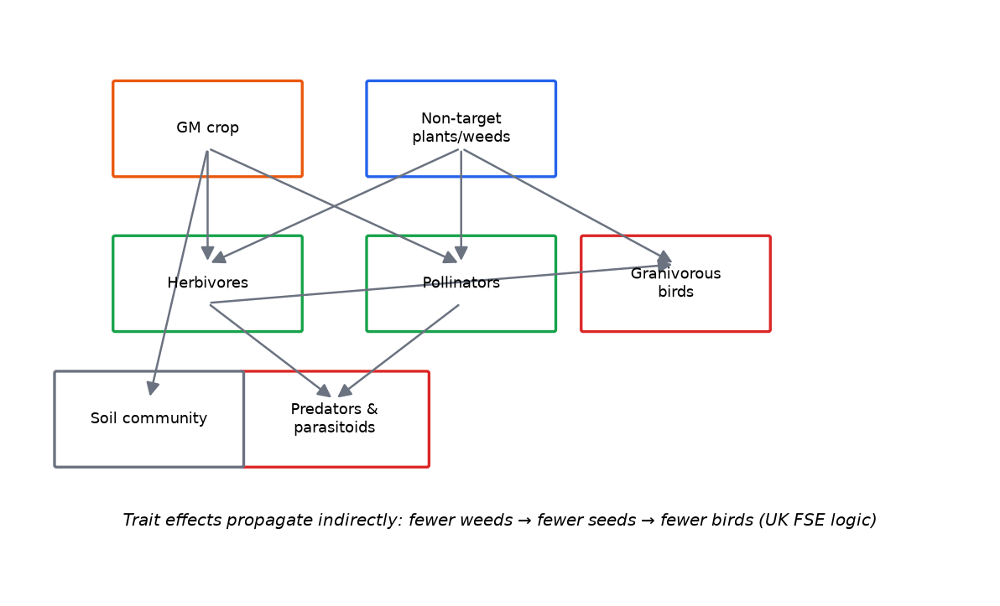 GM crop
Non-target
plants/weeds
Herbivores
Pollinators
Granivorous
birds
Soil community
Predators &
parasitoids
Trait effects propagate indirectly: fewer weeds → fewer seeds → fewer birds (UK FSE logic)